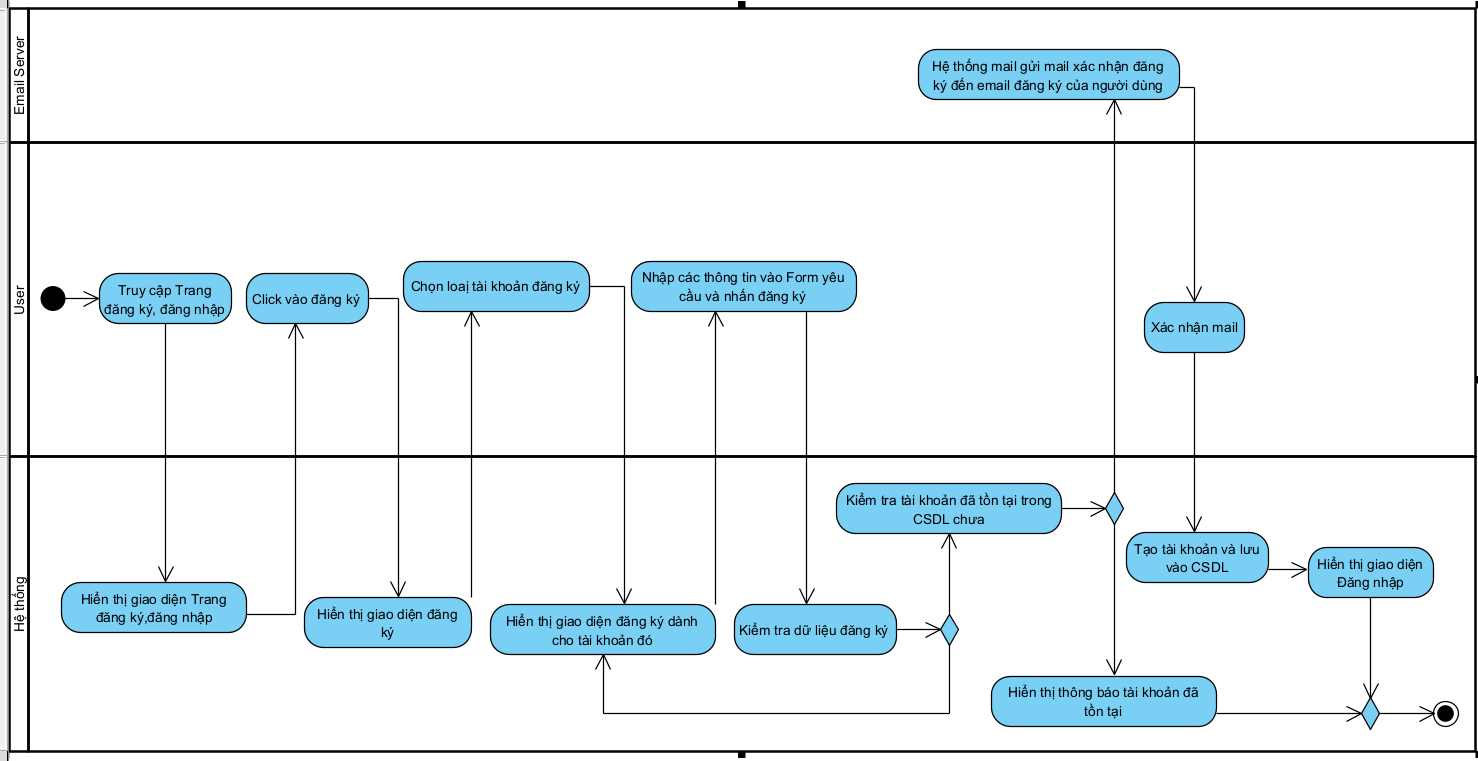 Email Server
Hệ thống mail gửi mail xác nhận đăng
ký đến email đăng ký của người dùng
User
Truy cập Trang
đăng ký, đăng nhập
Click vào đăng ký
Chọn loại tài khoản đăng ký
Nhập các thông tin vào Form yêu
cầu và nhấn đăng ký
Xác nhận mail
Hệ thống
Hiển thị giao diện Trang
đăng ký,đăng nhập
Hiển thị giao diện đăng
ký
Hiển thị giao diện đăng ký dành
cho tài khoản đó
Kiểm tra dữ liệu đăng ký
Kiểm tra tài khoản đã tồn tại trong
CSDL chưa
Hiển thị thông báo tài khoản đã
tồn tại
Tạo tài khoản và lưu
vào CSDL
Hiển thị giao diện
Đăng nhập